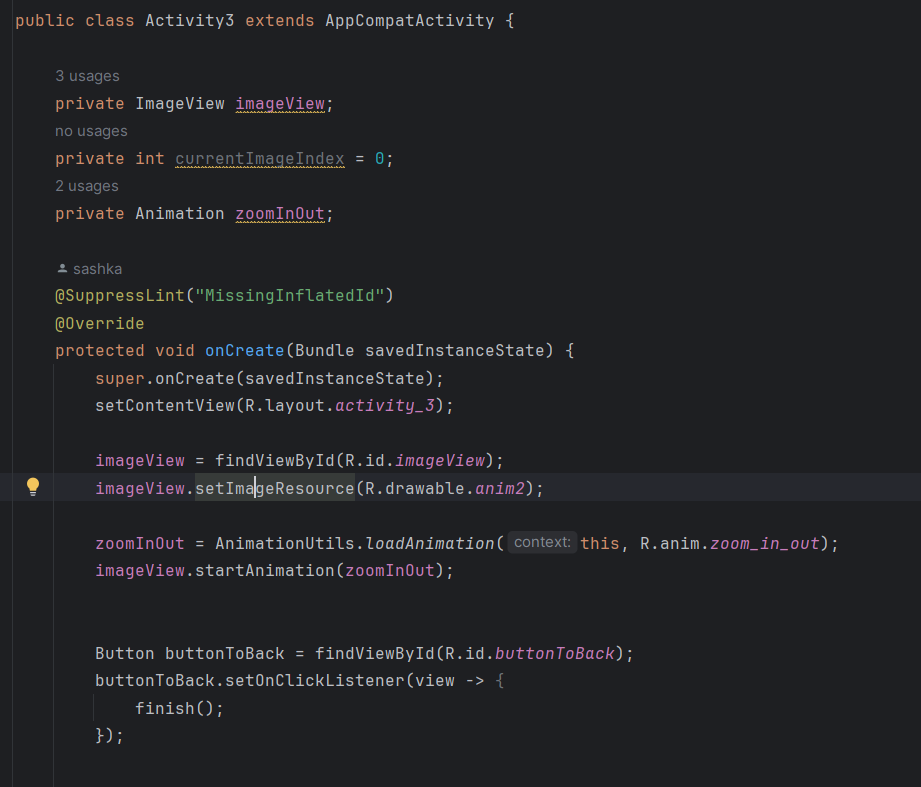 public class Activity3 extends AppCompatActivity {
3 usages
private ImageView imageView;
no usages
private int currentImageIndex = 0;
2 usages
private Animation zoomInOut;
sashka
@SuppressLint("MissingInflatedId")
@Override
protected void onCreate(Bundle savedInstanceState) {
super.onCreate(savedInstanceState);
setContentView(R.layout.activity_3);
imageView = findViewById(R.id.imageView);
imageView.setImageResource(R.drawable.anim2);
zoomInOut = AnimationUtils.loadAnimation( context: this, R.anim.zoom_in_out);
imageView.startAnimation(zoomInOut);
Button buttonToBack = findViewById(R.id.buttonToBack);
buttonToBack.setOnClickListener(view -> {
finish();
});